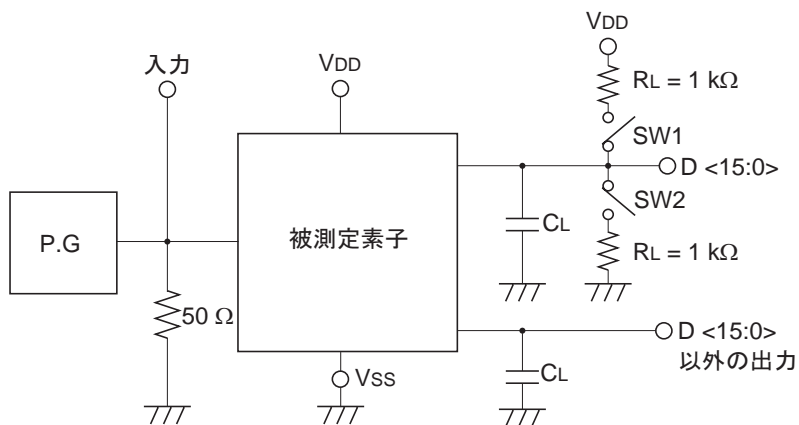 入力
VDD
VDD
RL = 1 kΩ
SW1
D <15:0>
SW2
P.G
被測定素子
CL
RL = 1 kΩ
50 Ω
D <15:0>
以外の出力
CL
VSS